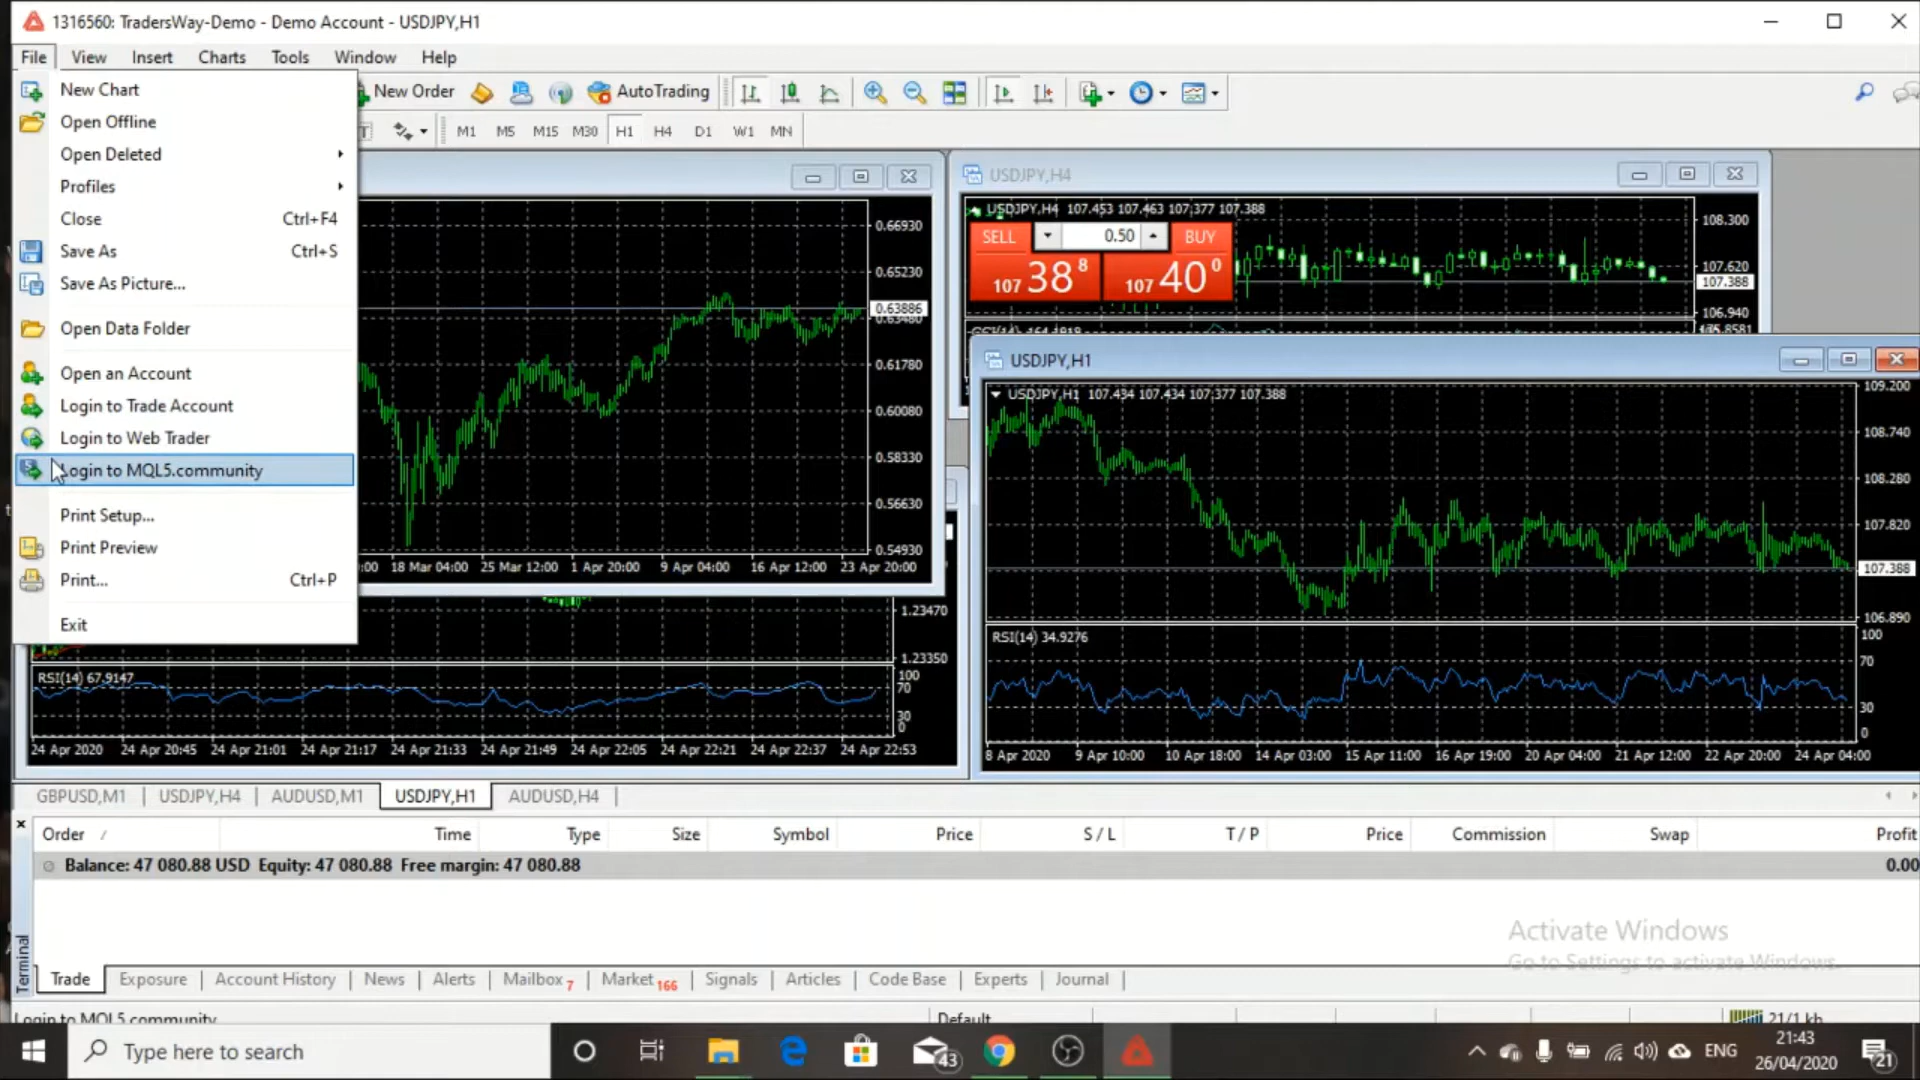 1316560: TradersWay-Demo - Demo Account - USDJPY,H1
File View Insert Charts Tools Window Help
New Order AutoTrading
M1 M5 M15 M30 H1 H4 D1 W1 MN
New Chart
Open Offline
Open Deleted
Profiles
Close Ctrl+F4
Save As Ctrl+S
Save As Picture...
Open Data Folder
Open an Account
Login to Trade Account
Login to Web Trader
Login to MQL5.community
Print Setup...
Print Preview
Print... Ctrl+P
Exit
0.66930
0.65230
0.63886
0.63480
0.61780
0.60080
0.58330
0.56630
0.54930
18 Mar 04:00 25 Mar 12:00 1 Apr 20:00 9 Apr 04:00 16 Apr 12:00 23 Apr 20:00
USDJPY,H4
USDJPY,H4 107.453 107.463 107.377 107.388
SELL 0.50 BUY
107 38 8 107 40 0
108.300
107.620
107.388
106.940
USDJPY,H1
USDJPY,H1 107.434 107.434 107.377 107.388
109.200
108.740
108.280
107.820
107.388
106.890
RSI(14) 34.9276
100
70
30
0
8 Apr 2020 9 Apr 10:00 10 Apr 18:00 14 Apr 03:00 15 Apr 11:00 16 Apr 19:00 20 Apr 04:00 21 Apr 12:00 22 Apr 20:00 24 Apr 04:00
1.23470
1.23350
RSI(14) 67.9147
100
70
30
0
24 Apr 2020 24 Apr 20:45 24 Apr 21:01 24 Apr 21:17 24 Apr 21:33 24 Apr 21:49 24 Apr 22:05 24 Apr 22:21 24 Apr 22:37 24 Apr 22:53
GBPUSD,M1 USDJPY,H4 AUDUSD,M1 USDJPY,H1 AUDUSD,H4
Order / Time Type Size Symbol Price S / L T / P Price Commission Swap Profit
Balance: 47 080.88 USD Equity: 47 080.88 Free margin: 47 080.88 0.00
Activate Windows
Go to Settings to activate Windows.
Terminal
Trade Exposure Account History News Alerts Mailbox 7 Market 166 Signals Articles Code Base Experts Journal
Login to MQL5.community Default 21/1 kb
Type here to search
43
ENG
21:43
26/04/2020
21